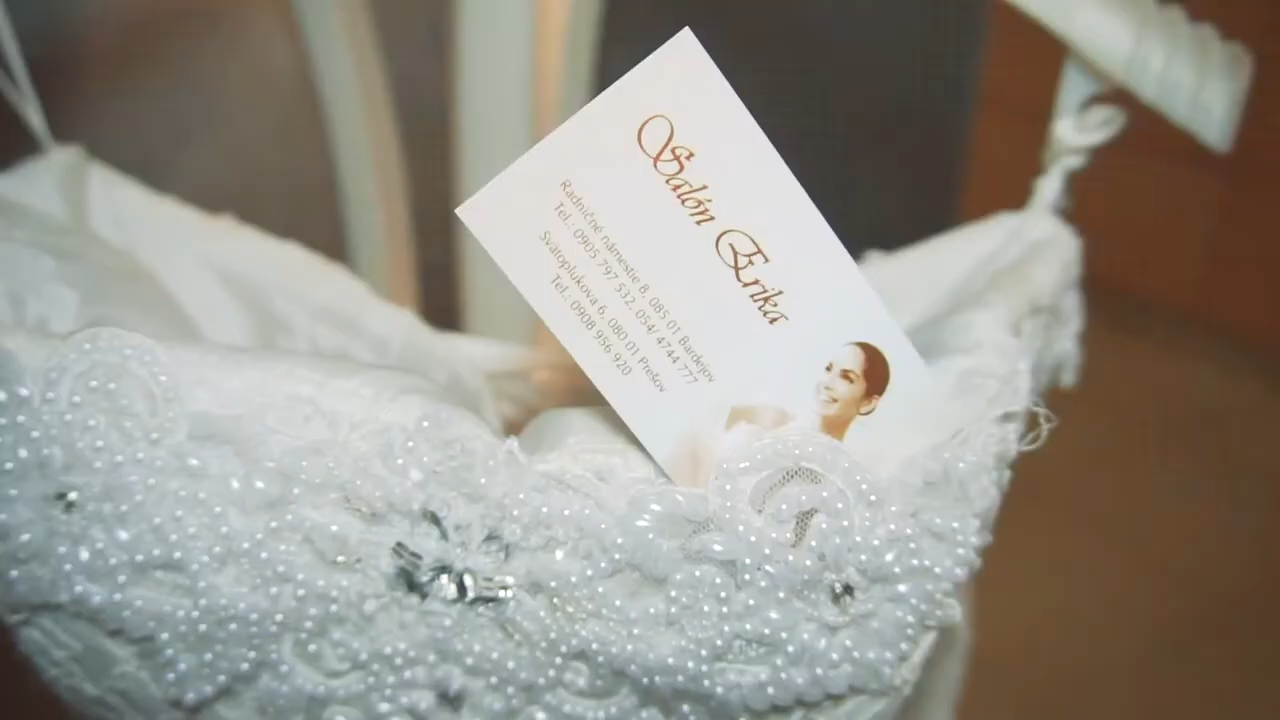 Salón Erika
Radničné námestie 8, 085 01 Bardejov
Tel.: 0905 797 532, 054/ 4744 777
Svätoplukova 6, 080 01 Prešov
Tel.: 0908 956 920